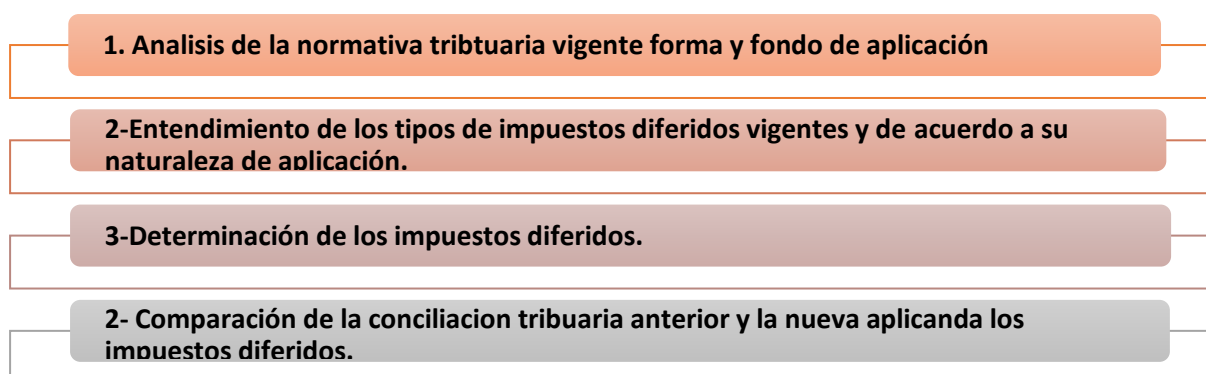 1. Analisis de la normativa tribtuaria vigente forma y fondo de aplicación
2-Entendimiento de los tipos de impuestos diferidos vigentes y de acuerdo a su
naturaleza de aplicación.
3-Determinación de los impuestos diferidos.
2- Comparación de la conciliacion tribuaria anterior y la nueva aplicanda los
impuestos diferidos.